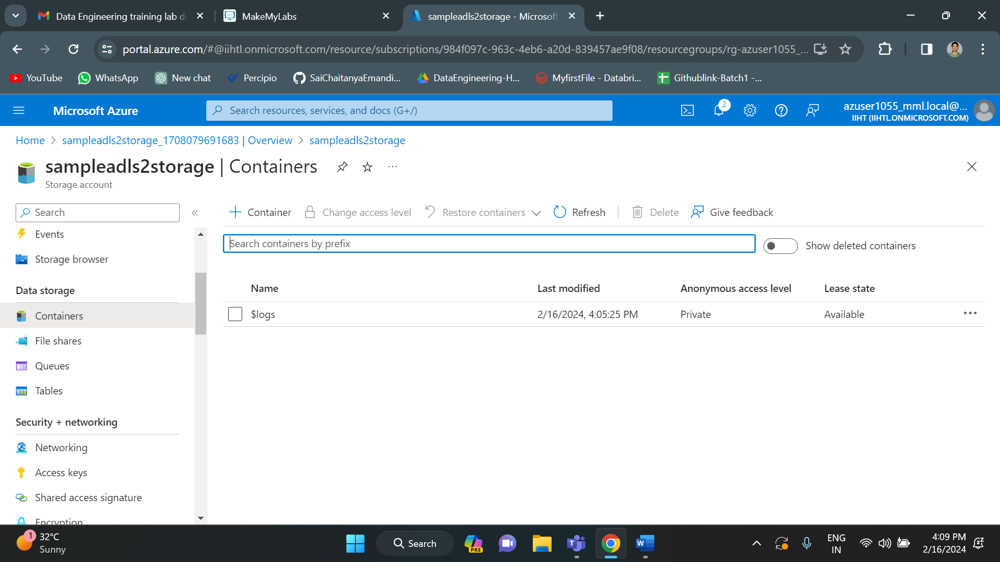 Data Engineering training lab d
MakeMyLabs
sampleadls2storage - Microsoft
portal.azure.com/#@iihtl.onmicrosoft.com/resource/subscriptions/984f097c-963c-4eb6-a20d-839457ae9f08/resourcegroups/rg-azuser1055_...
YouTube
WhatsApp
New chat
Percipio
SaiChaitanyaEmandi...
DataEngineering-H...
MyfirstFile - Databri...
Githublink-Batch1 -...
Microsoft Azure
Search resources, services, and docs (G+/)
2
azuser1055_mml.local@...
IIHT (IIHTL.ONMICROSOFT.COM)
Home > sampleadls2storage_1708079691683 | Overview > sampleadls2storage
sampleadls2storage | Containers
Storage account
Search
Container
Change access level
Restore containers
Refresh
Delete
Give feedback
Events
Storage browser
Data storage
Containers
File shares
Queues
Tables
Security + networking
Networking
Access keys
Shared access signature
Encryption
Search containers by prefix
Show deleted containers
Name Last modified Anonymous access level Lease state
$logs 2/16/2024, 4:05:25 PM Private Available
1
32°C
Sunny
Search
PRE
T
W
ENG
IN
4:09 PM
2/16/2024